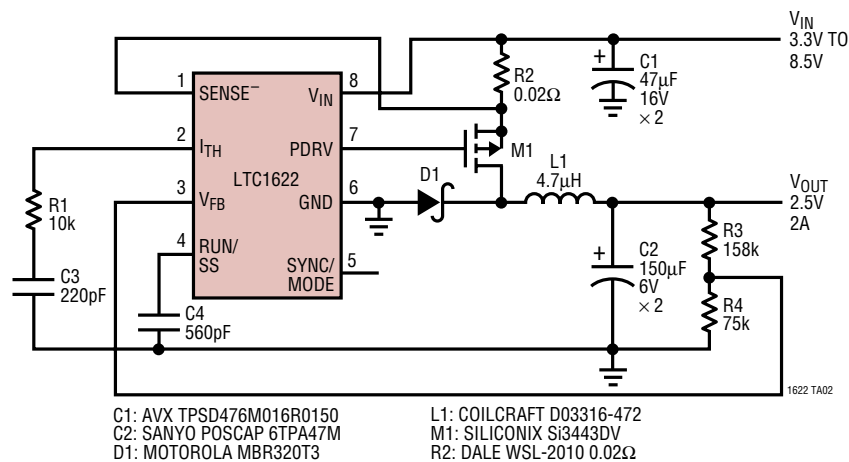 VIN
3.3V TO
8.5V
C1
47µF
16V
× 2
R2
0.02Ω
1
SENSE−
VIN
8
2
ITH
PDRV
7
M1
LTC1622
3
VFB
GND
6
D1
L1
4.7µH
VOUT
2.5V
2A
R1
10k
4
RUN/
SS
SYNC/
MODE
5
C2
150µF
6V
× 2
R3
158k
C3
220pF
C4
560pF
R4
75k
1622 TA02
C1: AVX TPSD476M016R0150
C2: SANYO POSCAP 6TPA47M
D1: MOTOROLA MBR320T3
L1: COILCRAFT D03316-472
M1: SILICONIX Si3443DV
R2: DALE WSL-2010 0.02Ω